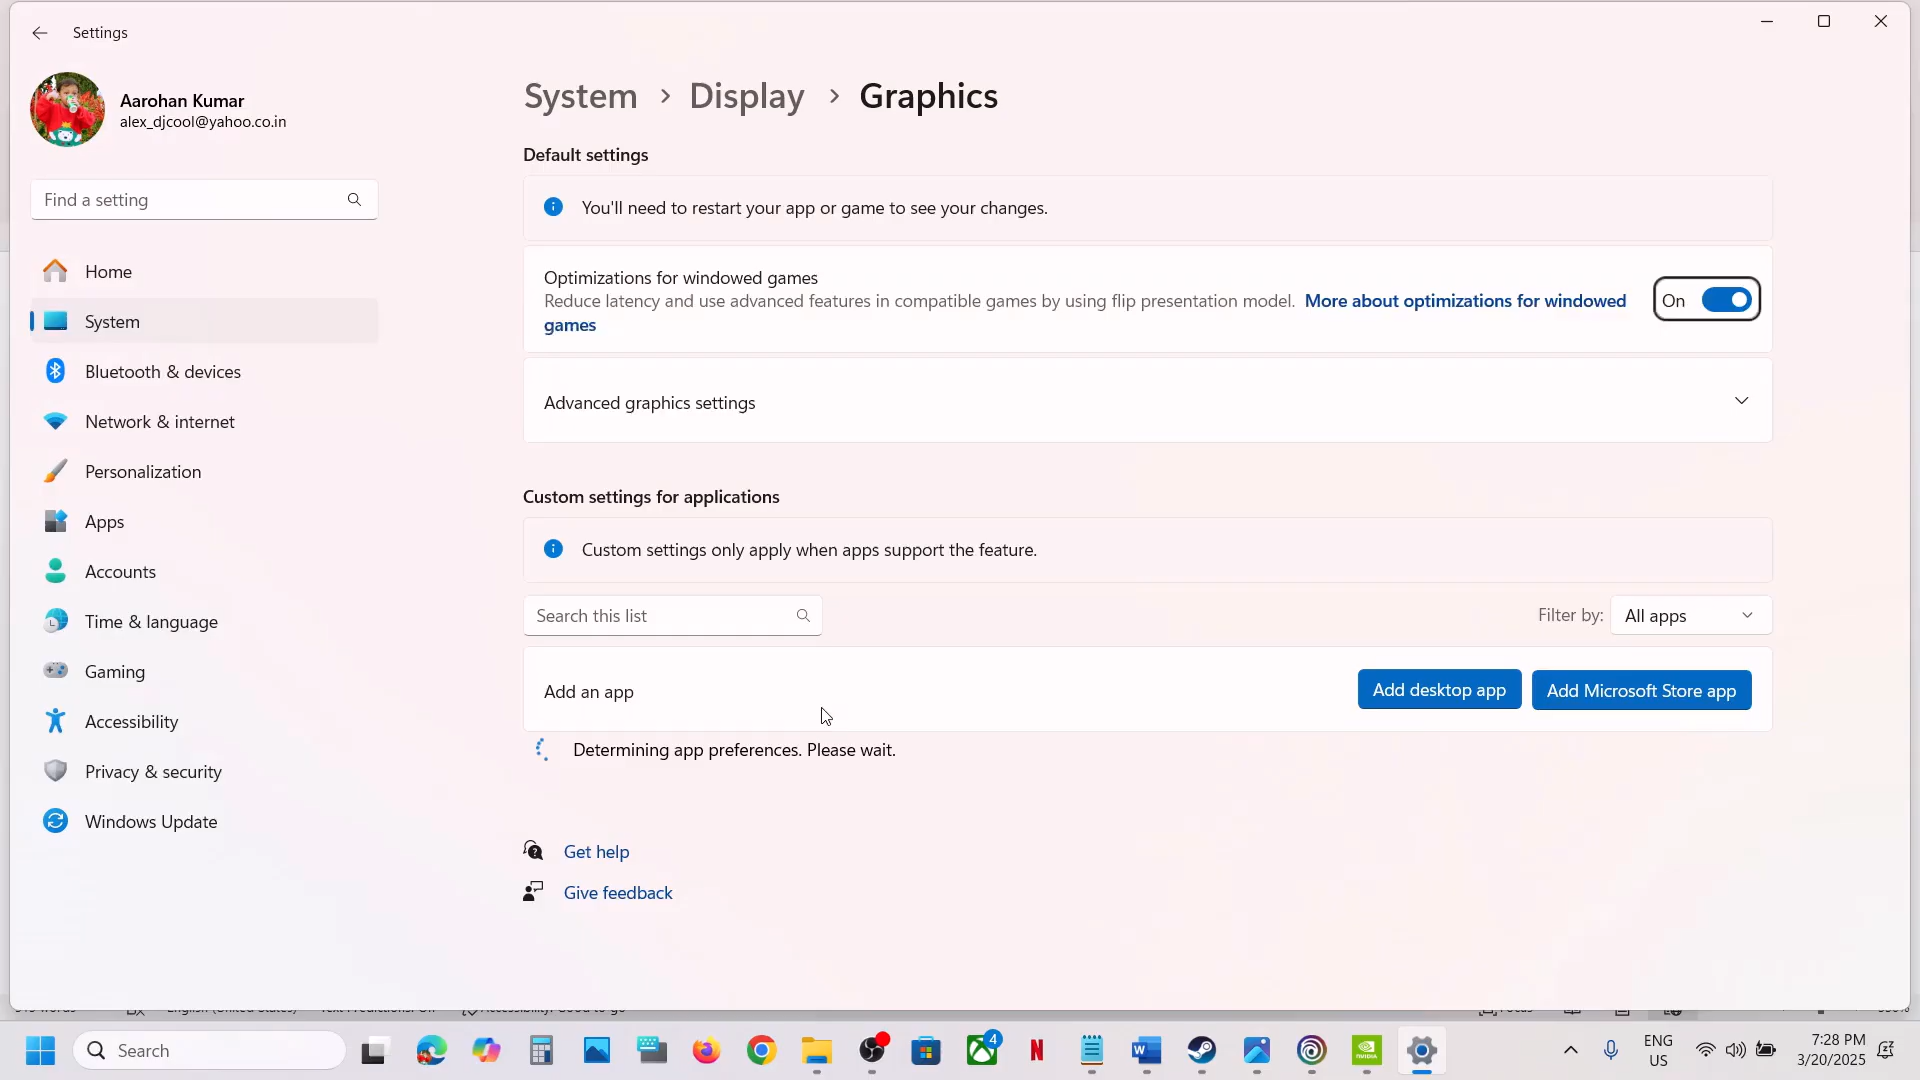 Settings
Aarohan Kumar
alex_djcool@yahoo.co.in
Find a setting
Home
System
Bluetooth & devices
Network & internet
Personalization
Apps
Accounts
Time & language
Gaming
Accessibility
Privacy & security
Windows Update
System > Display > Graphics
Default settings
You'll need to restart your app or game to see your changes.
Optimizations for windowed games
Reduce latency and use advanced features in compatible games by using flip presentation model. More about optimizations for windowed
games
On
Advanced graphics settings
Custom settings for applications
Custom settings only apply when apps support the feature.
Search this list
Filter by: All apps
Add an app
Add desktop app
Add Microsoft Store app
Determining app preferences. Please wait.
Get help
Give feedback
Search
4
ENG
US
7:28 PM
3/20/2025